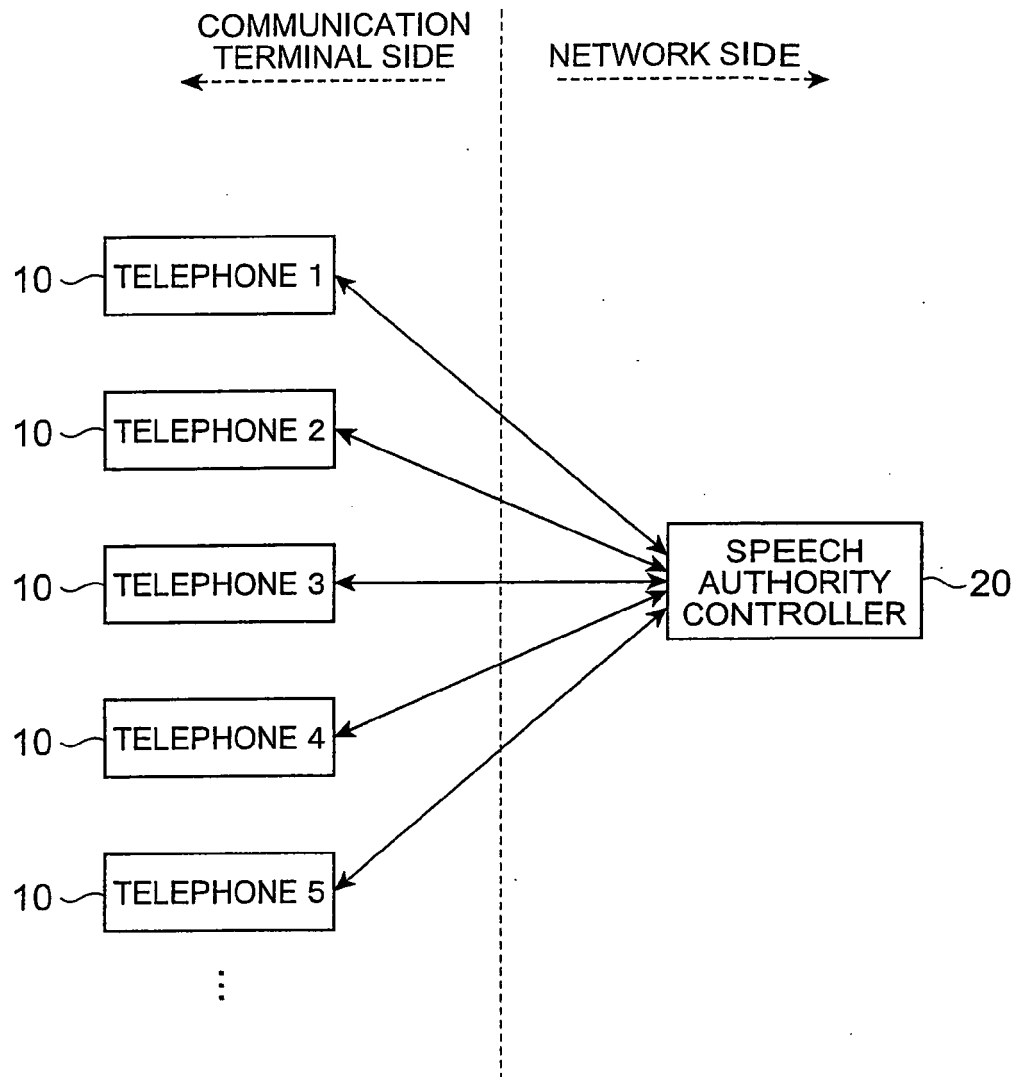 COMMUNICATION
TERMINAL SIDE
NETWORK SIDE
10 TELEPHONE 1
10 TELEPHONE 2
10 TELEPHONE 3
SPEECH
AUTHORITY
CONTROLLER
20
10 TELEPHONE 4
10 TELEPHONE 5
⋮